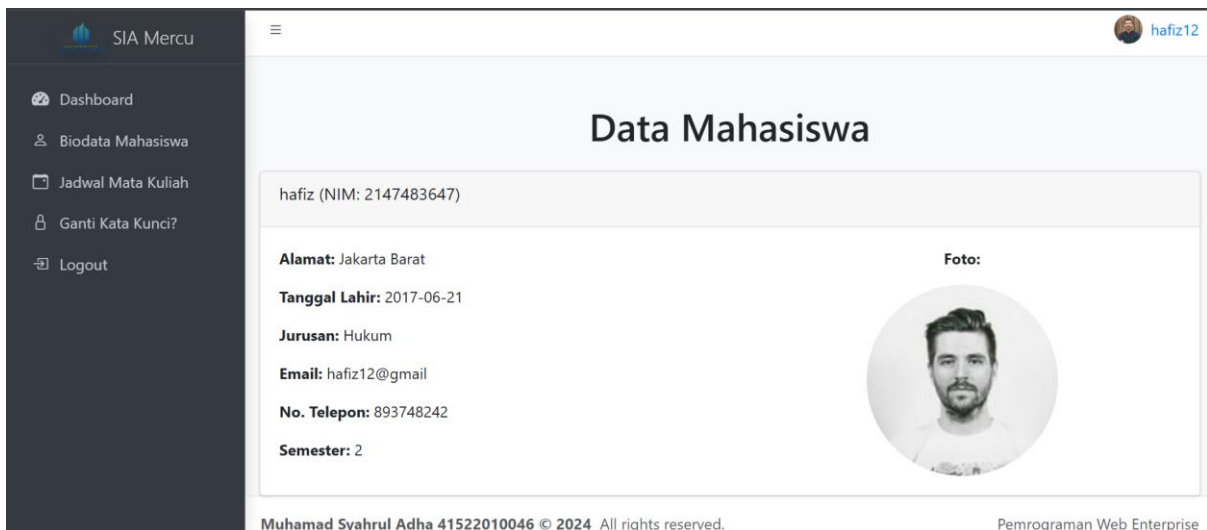 SIA Mercu
hafiz12
Dashboard
Biodata Mahasiswa
Jadwal Mata Kuliah
Ganti Kata Kunci?
Logout
Data Mahasiswa
hafiz (NIM: 2147483647)
Alamat: Jakarta Barat
Tanggal Lahir: 2017-06-21
Jurusan: Hukum
Email: hafiz12@gmail
No. Telepon: 893748242
Semester: 2
Foto:
Muhamad Syahrul Adha 41522010046 © 2024 All rights reserved.
Pemrograman Web Enterprise